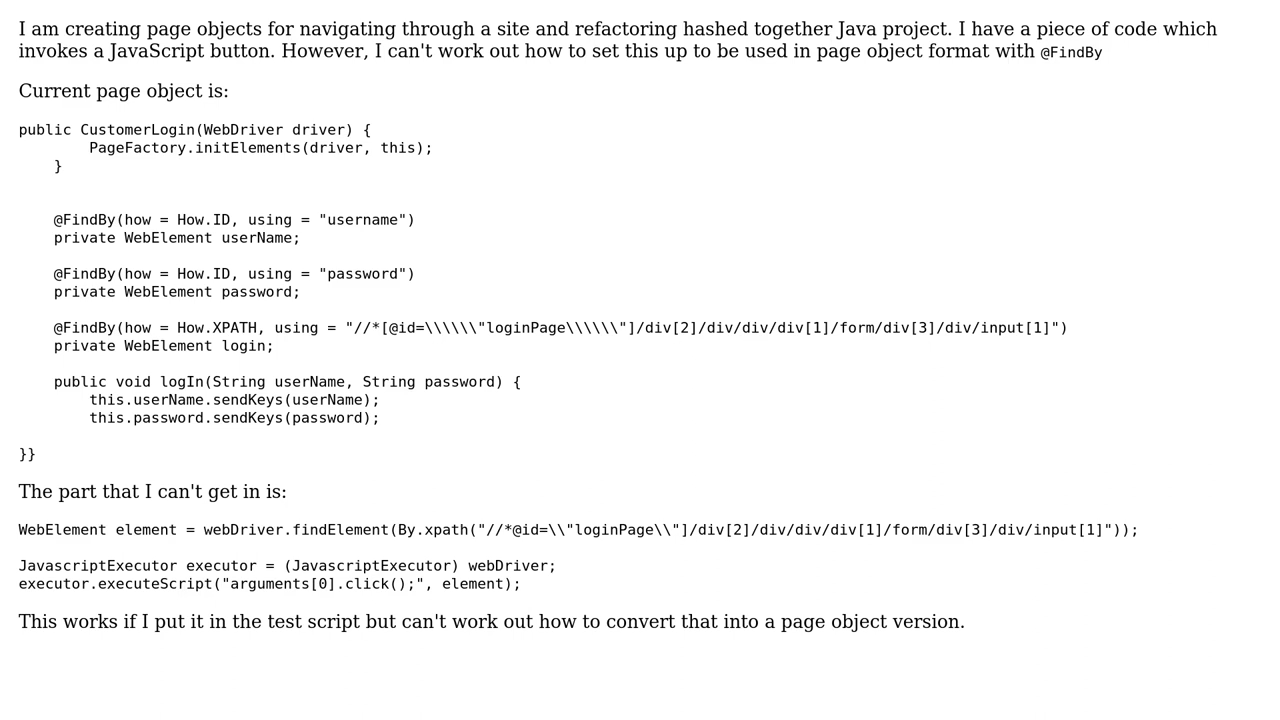 I am creating page objects for navigating through a site and refactoring hashed together Java project. I have a piece of code which
invokes a JavaScript button. However, I can't work out how to set this up to be used in page object format with @FindBy
Current page object is:
public CustomerLogin(WebDriver driver) {
        PageFactory.initElements(driver, this);
    }
    @FindBy(how = How.ID, using = "username")
    private WebElement userName;
    @FindBy(how = How.ID, using = "password")
    private WebElement password;
    @FindBy(how = How.XPATH, using = "//*[@id=\\\\\\"loginPage\\\\\\"]/div[2]/div/div/div[1]/form/div[3]/div/input[1]")
    private WebElement login;
    public void logIn(String userName, String password) {
        this.userName.sendKeys(userName);
        this.password.sendKeys(password);
}}
The part that I can't get in is:
WebElement element = webDriver.findElement(By.xpath("//*@id=\\"loginPage\\"]/div[2]/div/div/div[1]/form/div[3]/div/input[1]"));
JavascriptExecutor executor = (JavascriptExecutor) webDriver;
executor.executeScript("arguments[0].click();", element);
This works if I put it in the test script but can't work out how to convert that into a page object version.